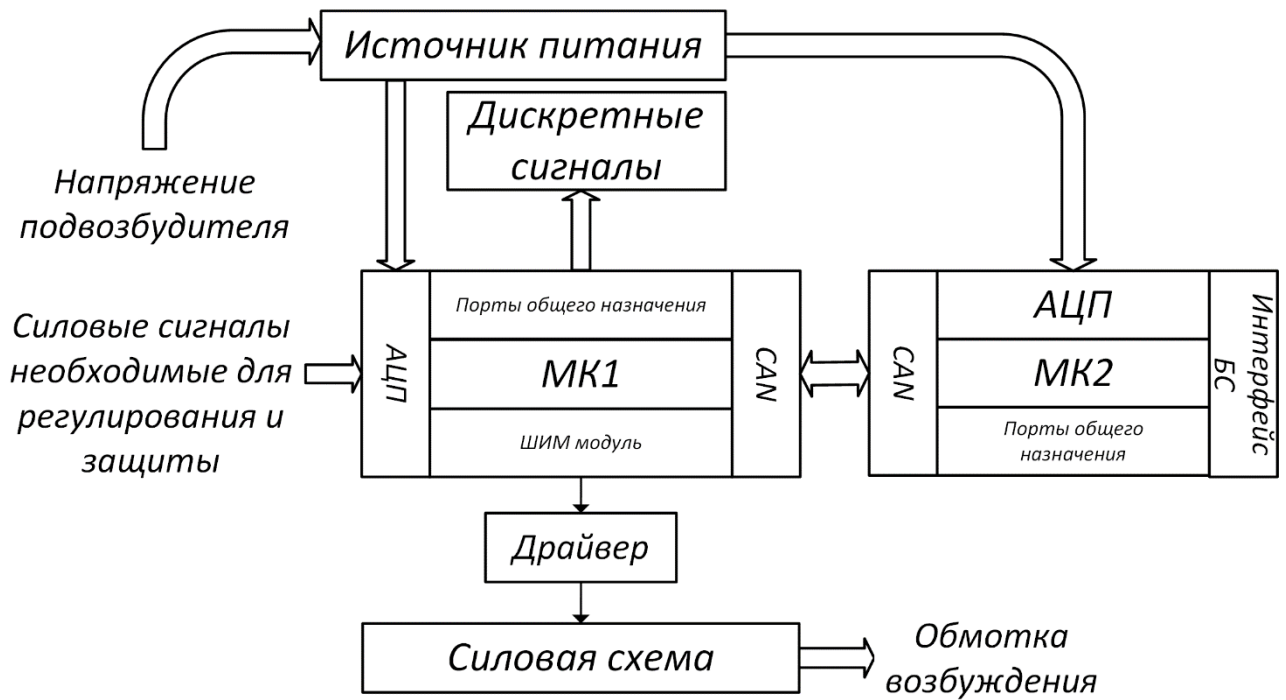 Источник питания
Дискретные
сигналы
Напряжение
подвозбудителя
Силовые сигналы
необходимые для
регулирования и
защиты
АЦП
Порты общего назначения
МК1
ШИМ модуль
CAN
CAN
АЦП
МК2
Порты общего
назначения
Интерфейс
БС
Драйвер
Силовая схема
Обмотка
возбуждения